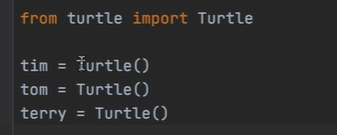 from turtle import Turtle
tim = Turtle()
tom = Turtle()
terry = Turtle()